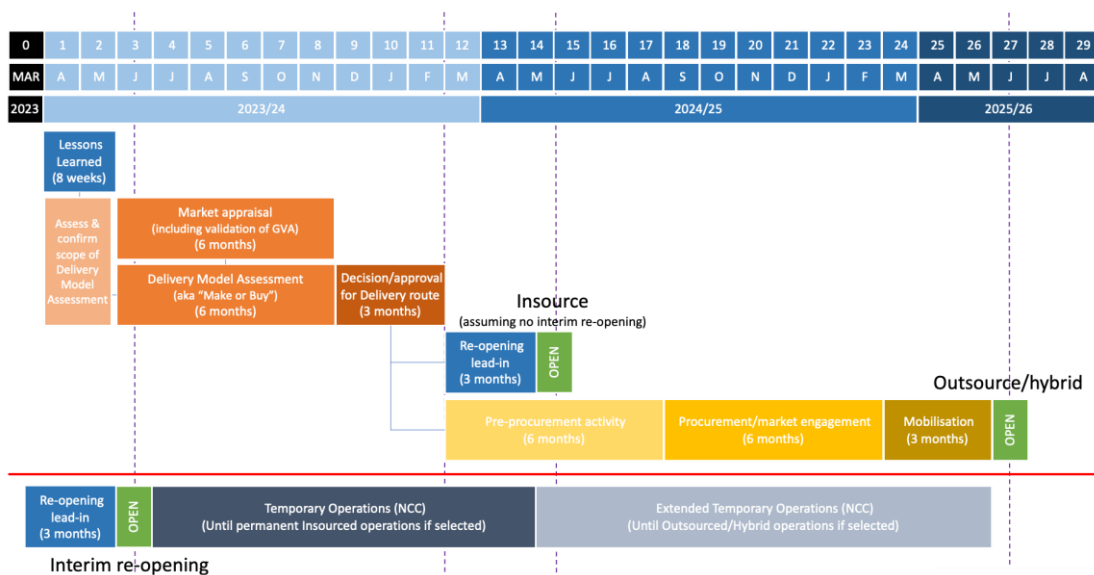 0 1 2 3 4 5 6 7 8 9 10 11 12 13 14 15 16 17 18 19 20 21 22 23 24 25 26 27 28 29
MAR A M J J A S O N D J F M A M J J A S O N D J F M A M J J A
2023 2023/24 2024/25 2025/26
Lessons
Learned
(8 weeks)
Assess &
confirm
scope of
Delivery
Model
Assessment
Market appraisal
(including validation of GVA)
(6 months)
Delivery Model Assessment
(aka "Make or Buy")
(6 months)
Decision/approval
for Delivery route
(3 months)
Insource
(assuming no interim re-opening)
Re-opening
lead-in
(3 months)
OPEN
Outsource/hybrid
Pre-procurement activity
(6 months)
Procurement/market engagement
(6 months)
Mobilisation
(3 months)
OPEN
Re-opening
lead-in
(3 months)
OPEN
Temporary Operations (NCC)
(Until permanent Insourced operations if selected)
Extended Temporary Operations (NCC)
(Until Outsourced/Hybrid operations if selected)
Interim re-opening